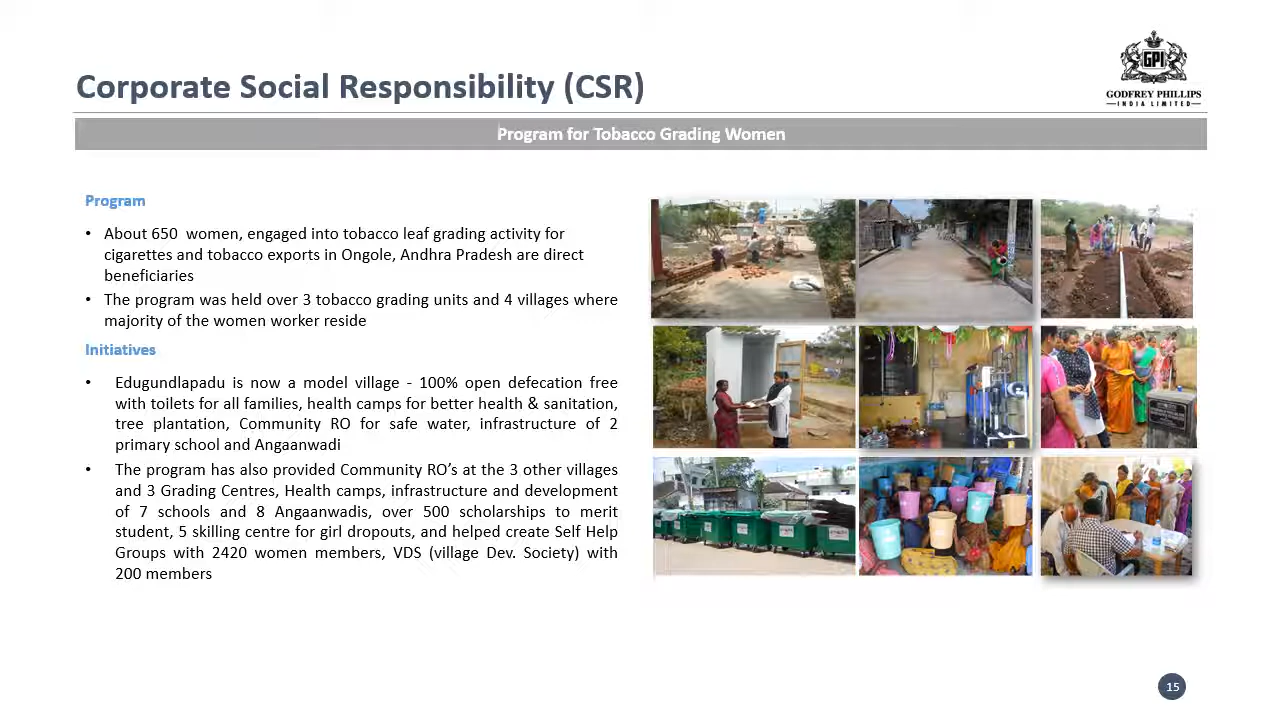 Corporate Social Responsibility (CSR)
GPI
GODFREY PHILLIPS
INDIA LIMITED
Program for Tobacco Grading Women
Program
• About 650 women, engaged into tobacco leaf grading activity for
cigarettes and tobacco exports in Ongole, Andhra Pradesh are direct
beneficiaries
• The program was held over 3 tobacco grading units and 4 villages where
majority of the women worker reside
Initiatives
• Edugundlapadu is now a model village - 100% open defecation free
with toilets for all families, health camps for better health & sanitation,
tree plantation, Community RO for safe water, infrastructure of 2
primary school and Angaanwadi
• The program has also provided Community RO's at the 3 other villages
and 3 Grading Centres, Health camps, infrastructure and development
of 7 schools and 8 Angaanwadis, over 500 scholarships to merit
student, 5 skilling centre for girl dropouts, and helped create Self Help
Groups with 2420 women members, VDS (village Dev. Society) with
200 members
15